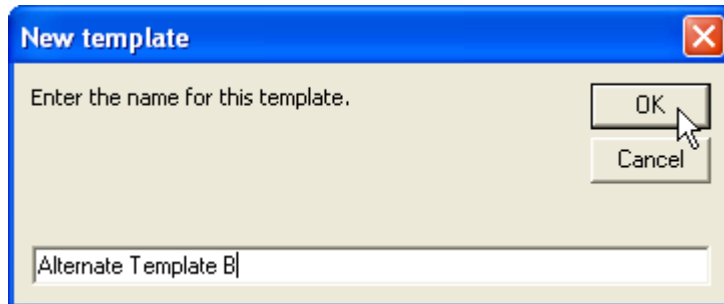 New template
Enter the name for this template.
OK
Cancel
Alternate Template B